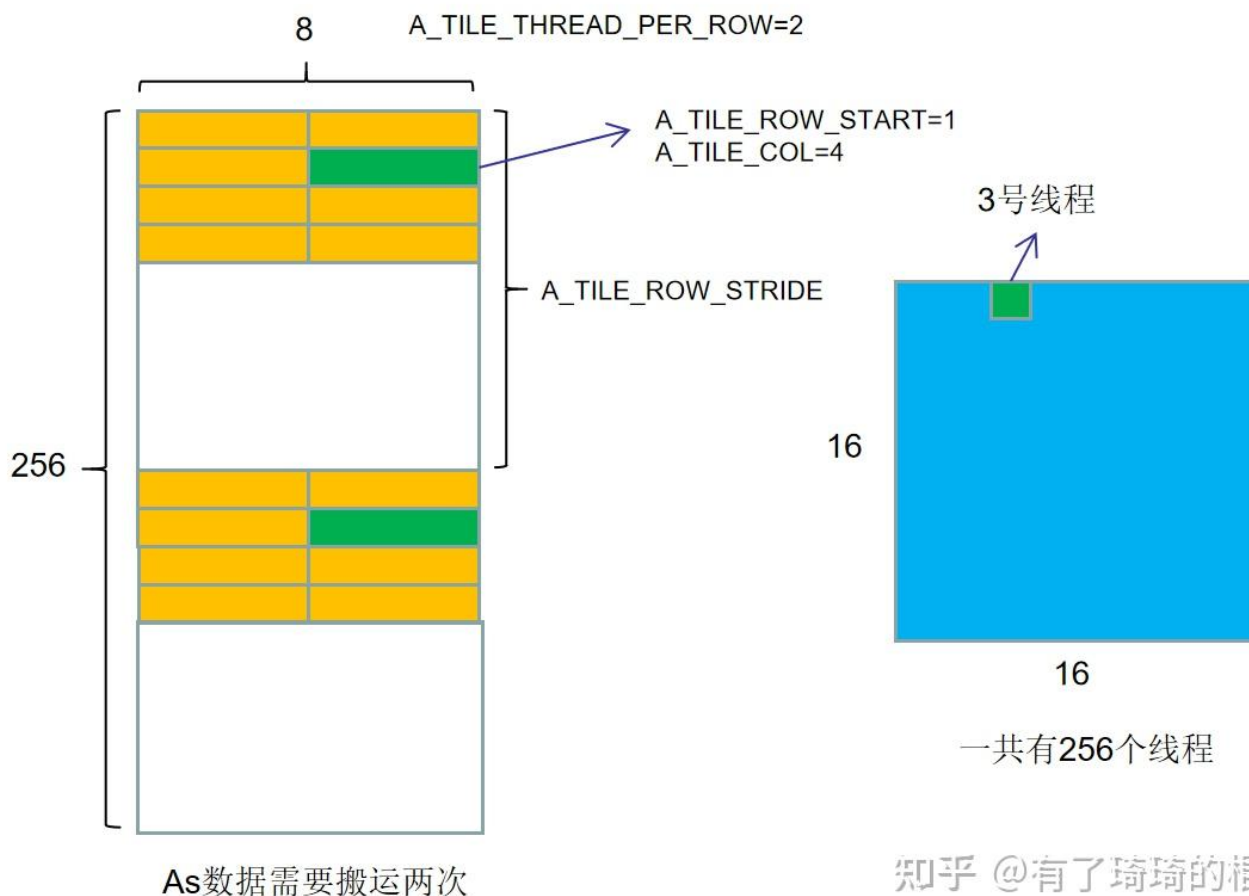 8
A_TILE_THREAD_PER_ROW=2
A_TILE_ROW_START=1
A_TILE_COL=4
3号线程
A_TILE_ROW_STRIDE
256
16
16
一共有256个线程
As数据需要搬运两次
知乎 @有了琦琦的